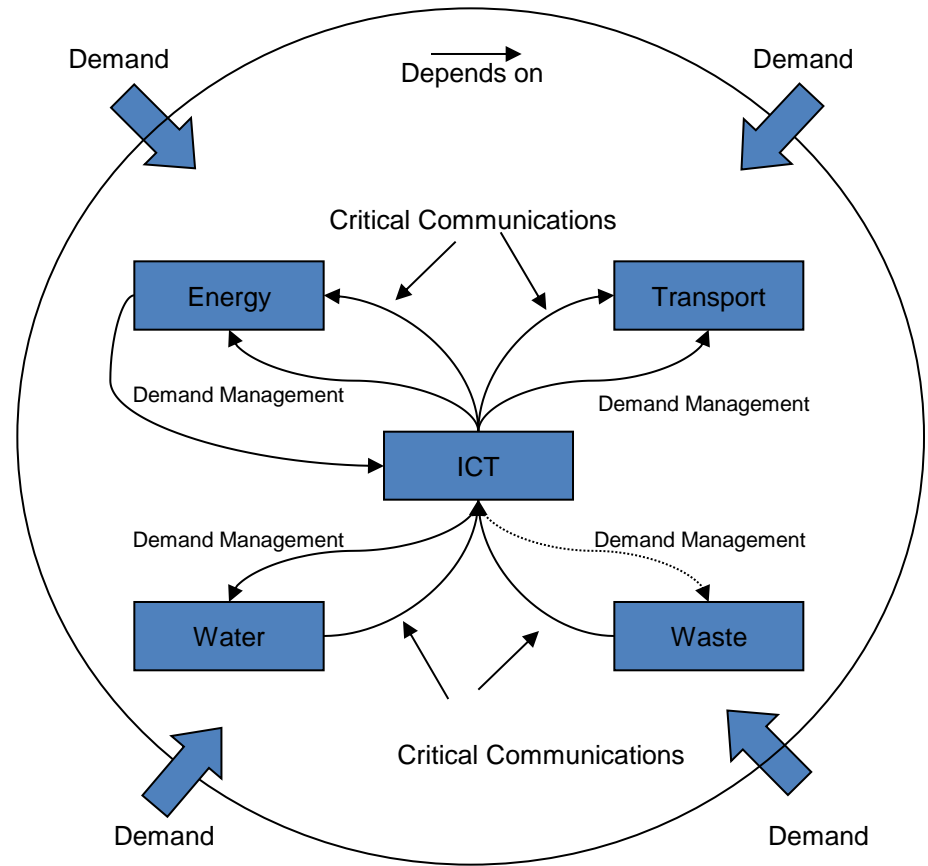 Demand
Demand
Depends on
Critical Communications
Energy
Transport
Demand Management
Demand Management
ICT
Demand Management
Demand Management
Water
Waste
Critical Communications
Demand
Demand